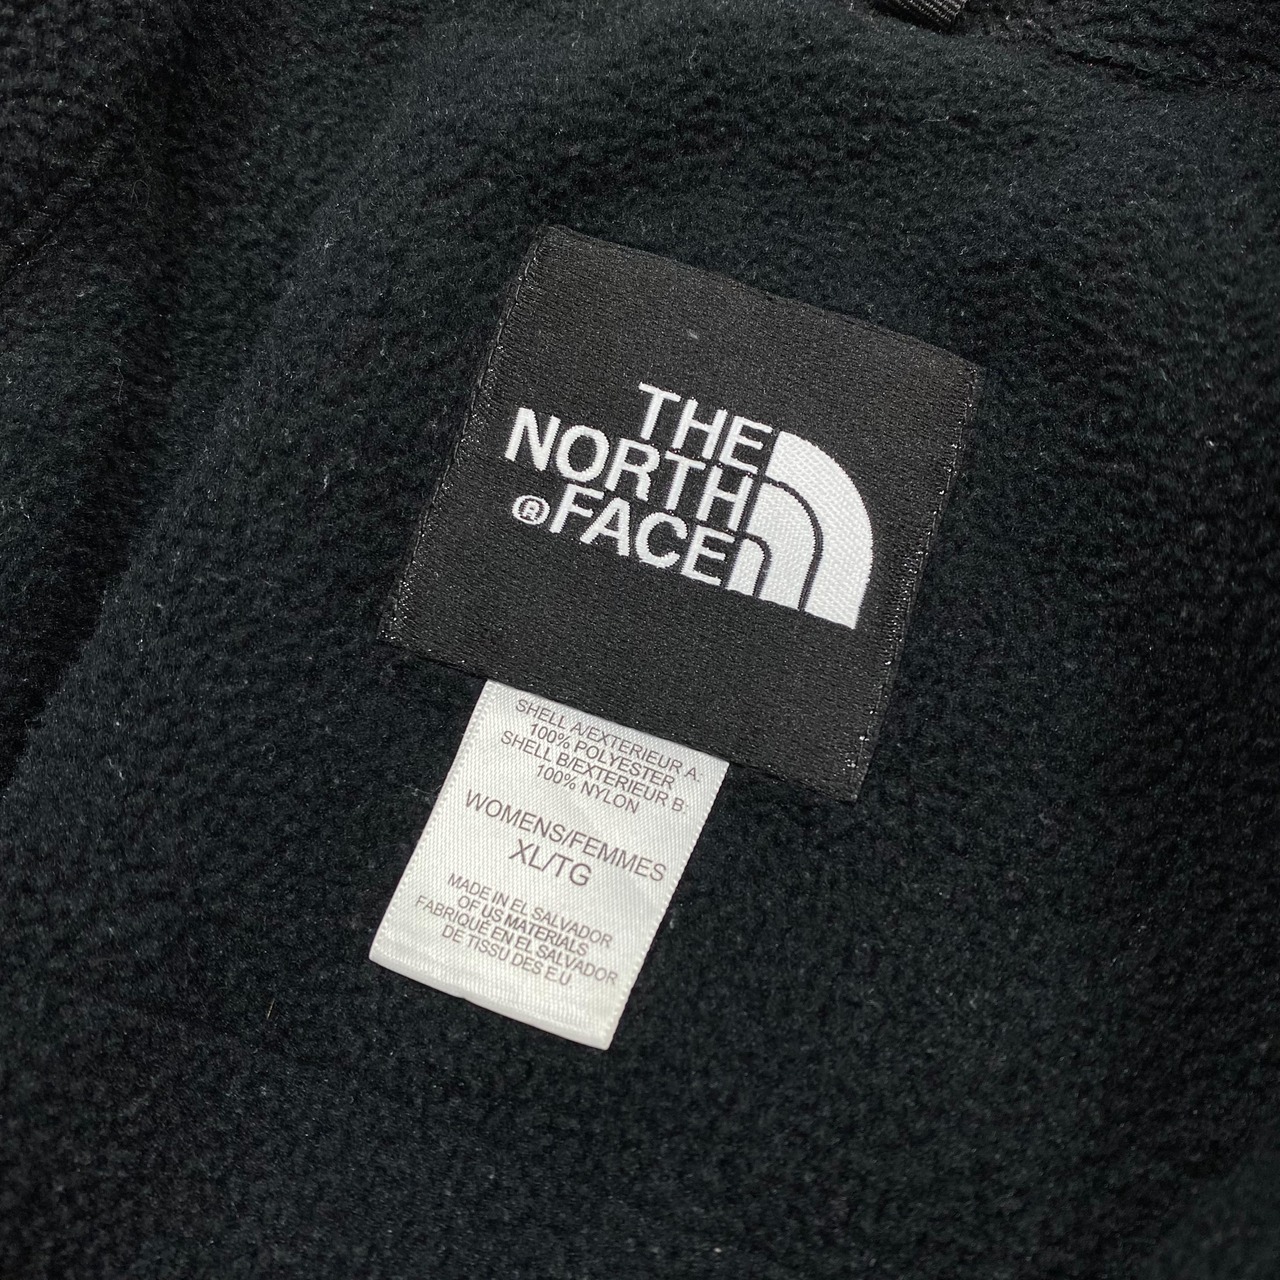 THE
NORTH
®FACE
SHELL A/EXTERIEUR A:
100% POLYESTER
SHELL B/EXTERIEUR B:
100% NYLON
WOMENS/FEMMES
XL/TG
MADE IN EL SALVADOR
OF US MATERIALS
FABRIQUÉ EN EL SALVADOR
DE TISSU DES E.U